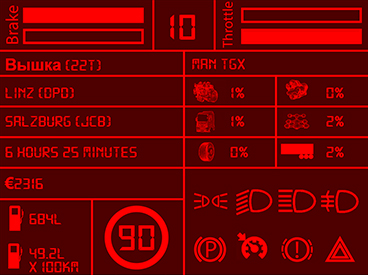 Brake
10
Throttle
Вышка (22T)
MAN TGX
LINZ (DPD)
1%
0%
SALZBURG (JCB)
1%
2%
6 HOURS 25 MINUTES
0%
2%
€2316
684L
90
49.2L
X 100KM
P